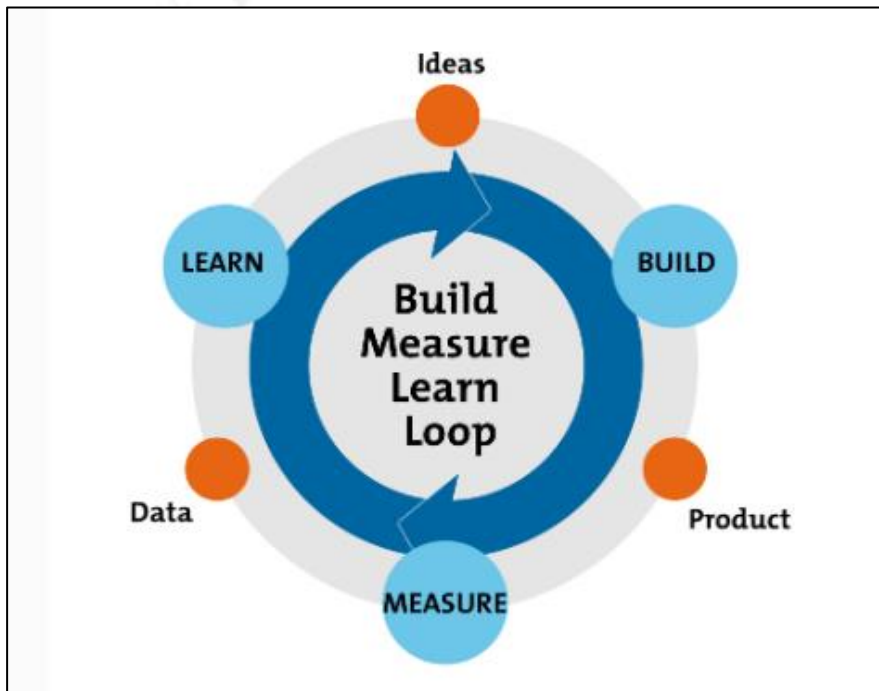 Ideas
LEARN
BUILD
Build
Measure
Learn
Loop
Data
Product
MEASURE